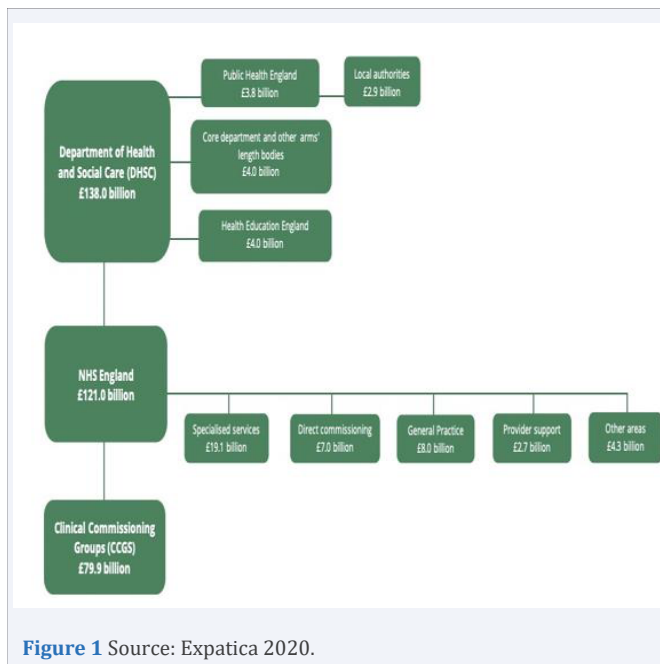 Public Health England
£3.8 billion
Local authorities
£2.9 billion
Department of Health
and Social Care (DHSC)
£138.0 billion
Core department and other arms'
length bodies
£4.0 billion
Health Education England
£4.0 billion
NHS England
£121.0 billion
Specialised services
£19.1 billion
Direct commissioning
£7.0 billion
General Practice
£8.0 billion
Provider support
£2.7 billion
Other areas
£4.3 billion
Clinical Commissioning
Groups (CCGS)
£79.9 billion
Figure 1 Source: Expatica 2020.